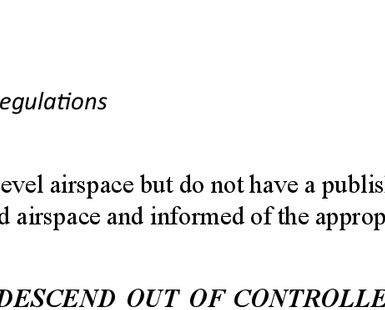 egulations
evel airspace but do not have a publis
d airspace and informed of the approp
DESCEND OUT OF CONTROLLE